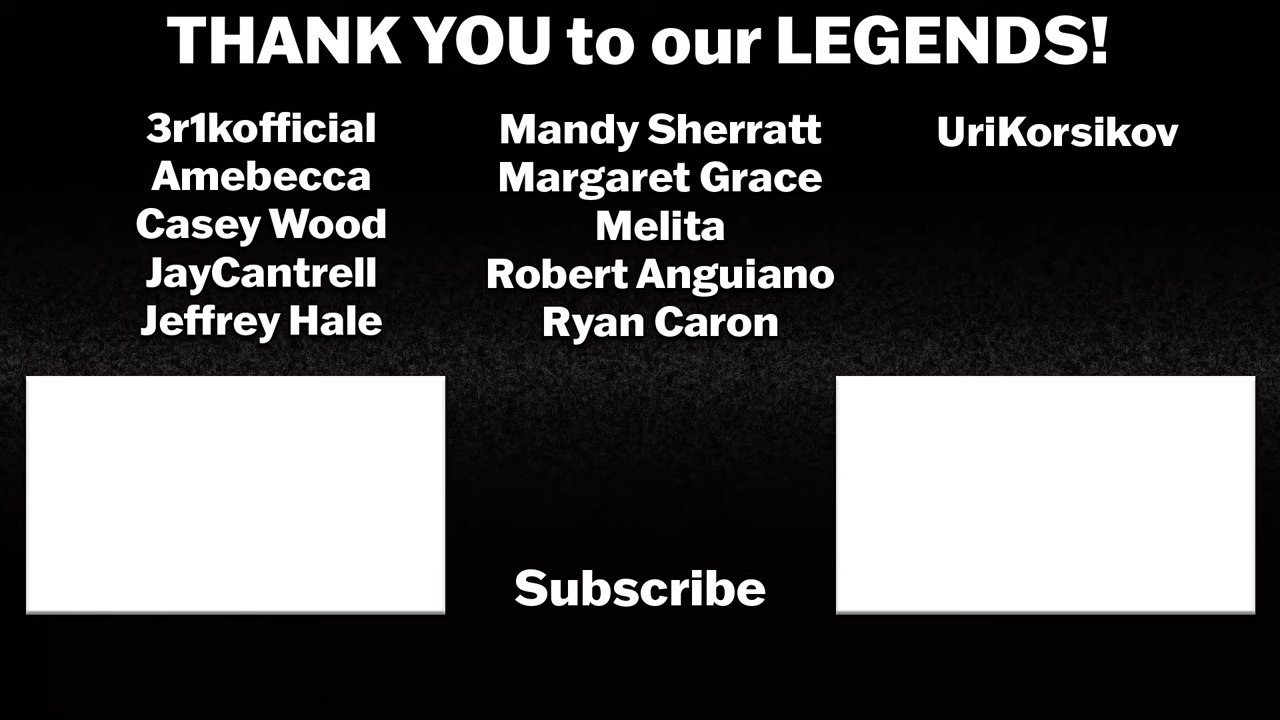 THANK YOU to our LEGENDS!
3r1kofficial
Amebecca
Casey Wood
JayCantrell
Jeffrey Hale
Mandy Sherratt
Margaret Grace
Melita
Robert Anguiano
Ryan Caron
UriKorsikov
Subscribe